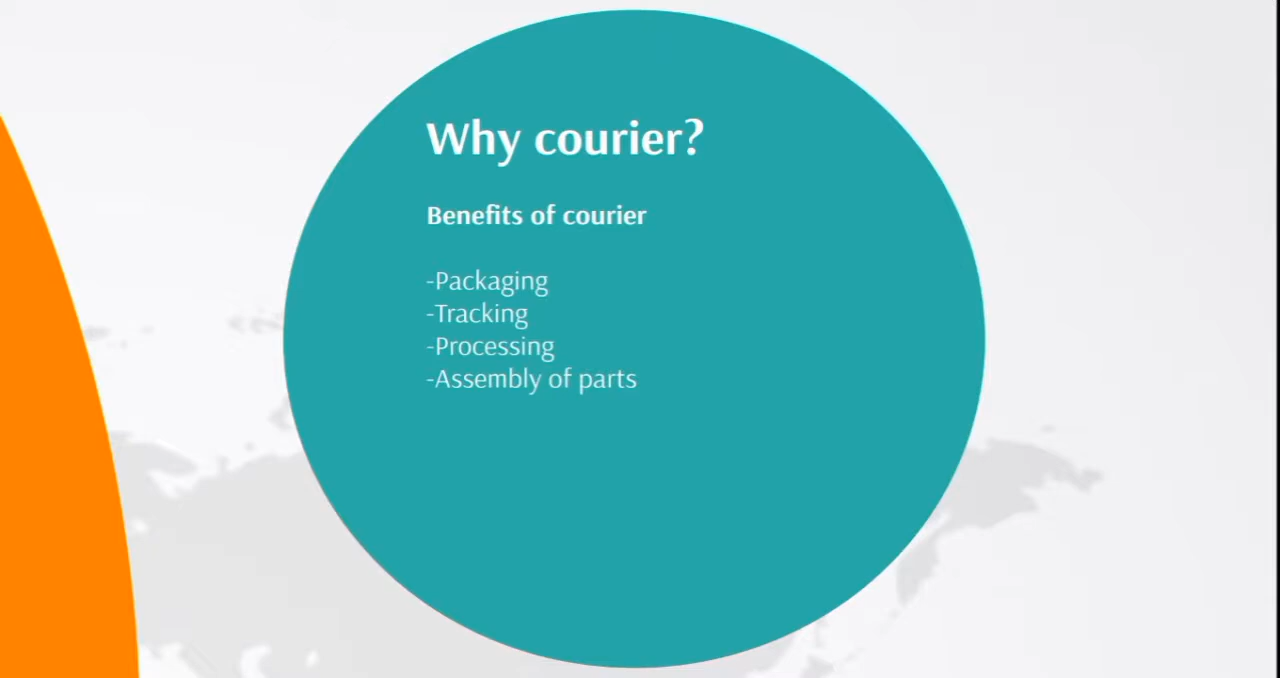 Why courier?
Benefits of courier
-Packaging
-Tracking
-Processing
-Assembly of parts